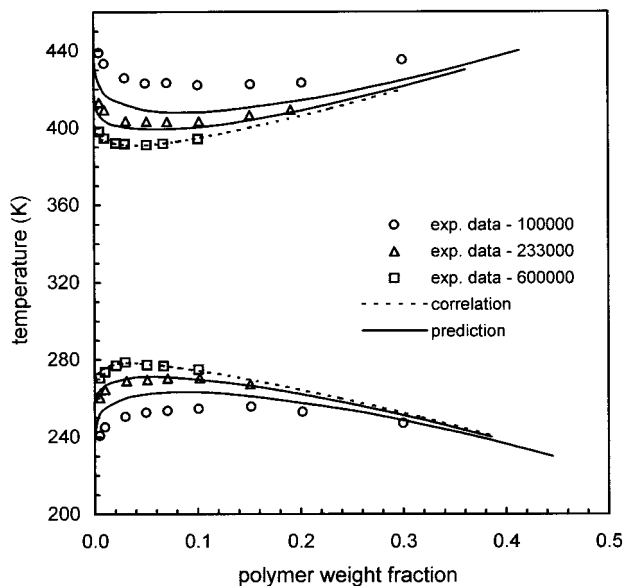 440
400
360
320
280
240
200
temperature (K)
exp. data - 100000
exp. data - 233000
exp. data - 600000
correlation
prediction
0.0 0.1 0.2 0.3 0.4 0.5
polymer weight fraction